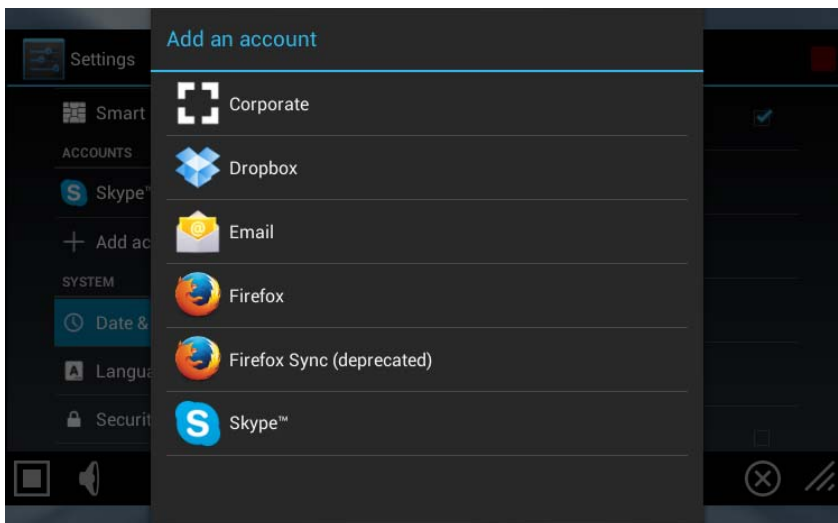 Add an account
Settings
Corporate
Smart
ACCOUNTS
Dropbox
Skype"
Email
Add ac
SYSTEM
Firefox
Date &
Firefox Sync (deprecated)
Langua
Skype™
Securit